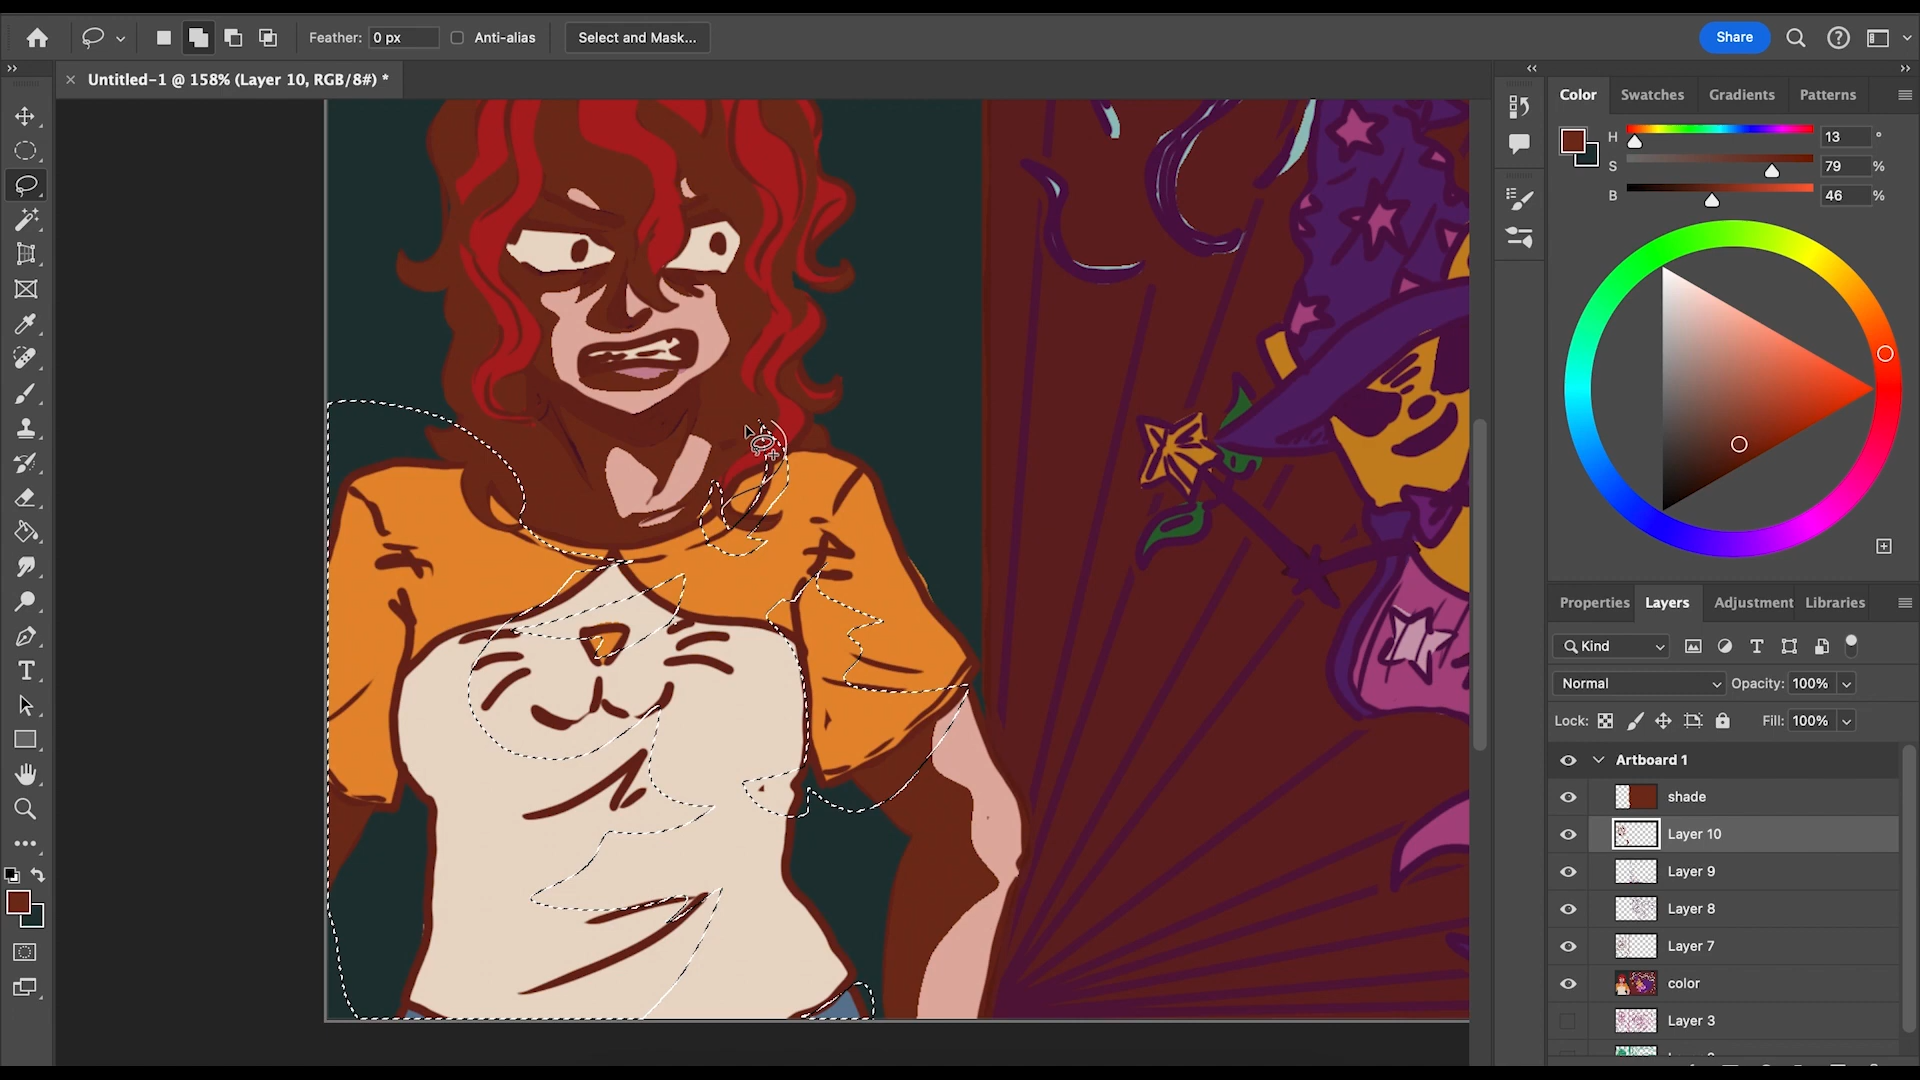 Feather: 0 px Anti-alias Select and Mask... Share
Untitled-1 @ 158% (Layer 10, RGB/8#) *
Color Swatches Gradients Patterns
H 13 °
S 79 %
B 46 %
Properties Layers Adjustment Libraries
Kind
Normal Opacity: 100%
Lock: Fill: 100%
Artboard 1
shade
Layer 10
Layer 9
Layer 8
Layer 7
color
Layer 3